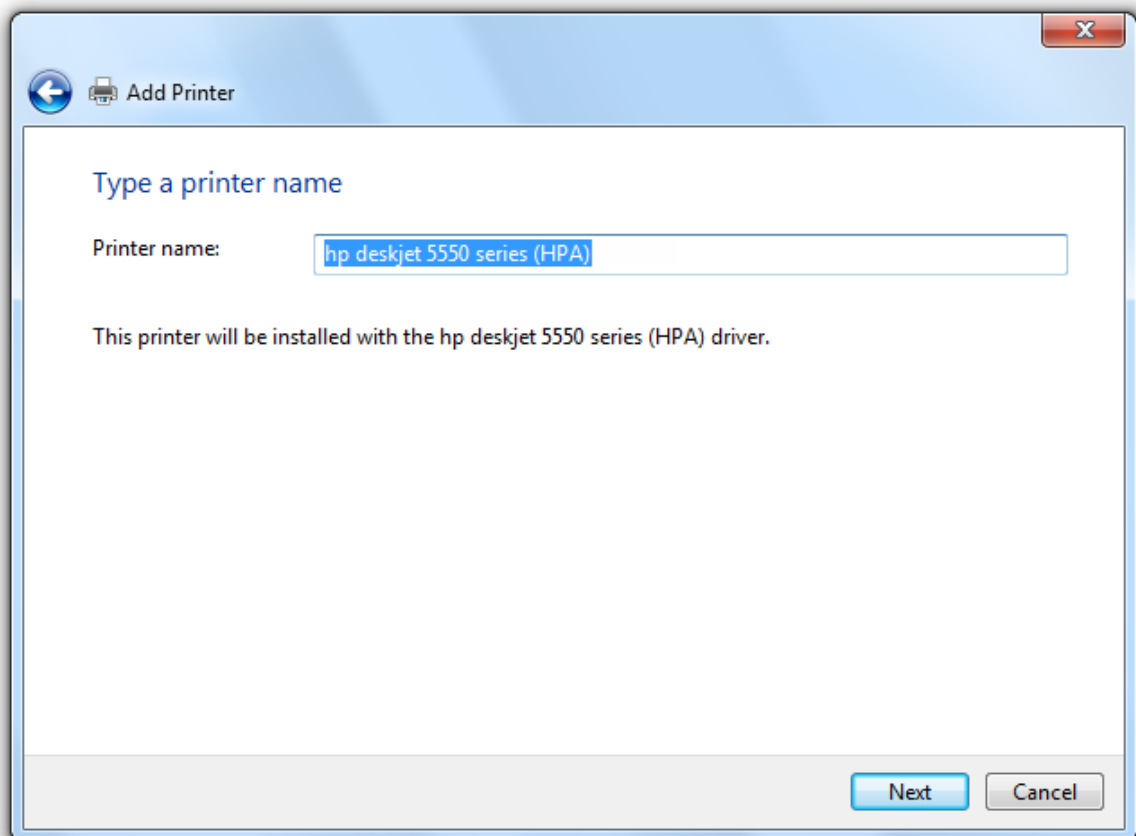 Add Printer
Type a printer name
Printer name: hp deskjet 5550 series (HPA)
This printer will be installed with the hp deskjet 5550 series (HPA) driver.
Next Cancel